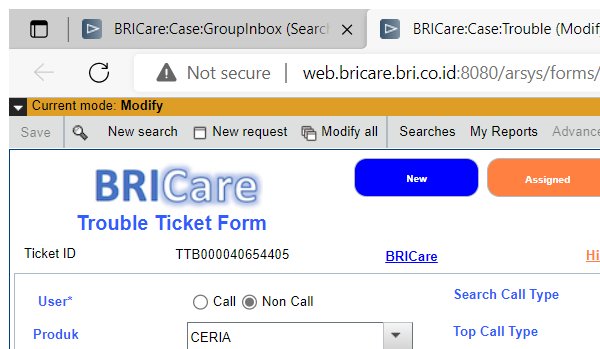 BRICare:Case:GroupInbox (Searc
BRICare:Case:Trouble (Modif
Not secure web.bricare.bri.co.id:8080/arsys/forms/
Current mode: Modify
Save New search New request Modify all Searches My Reports Advance
BRICare
New
Assigned
Trouble Ticket Form
Ticket ID TTB000040654405 BRICare Hi
User* Call Non Call Search Call Type
Produk CERIA Top Call Type